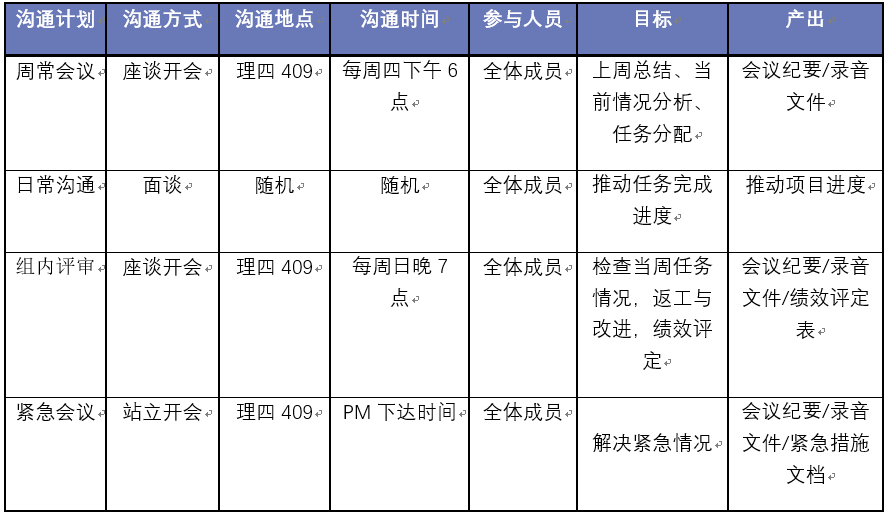 沟通计划 沟通方式 沟通地点 沟通时间 参与人员 目标 产出
周常会议 座谈开会 理四 409 每周四下午 6 全体成员 上周总结、当 会议纪要/录音
点 前情况分析、 文件
任务分配
日常沟通 面谈 随机 随机 全体成员 推动任务完成 推动项目进度
进度
组内评审 座谈开会 理四 409 每周日晚 7 全体成员 检查当周任务 会议纪要/录音
点 情况，返工与 文件/绩效评定
改进，绩效评 表
定
紧急会议 站立开会 理四 409 PM 下达时间 全体成员 会议纪要/录音
解决紧急情况 文件/紧急措施
文档